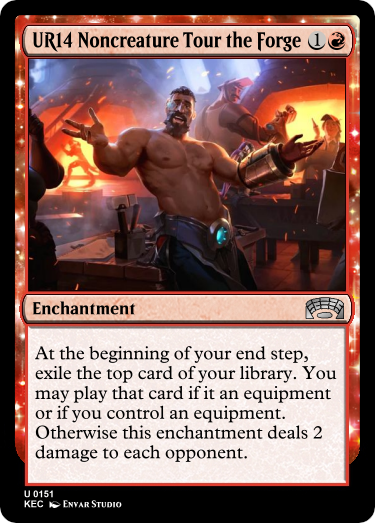 UR14 Noncreature Tour the Forge 1
Enchantment
At the beginning of your end step,
exile the top card of your library. You
may play that card if it an equipment
or if you control an equipment.
Otherwise this enchantment deals 2
damage to each opponent.
U 0151
KEC Envar Studio